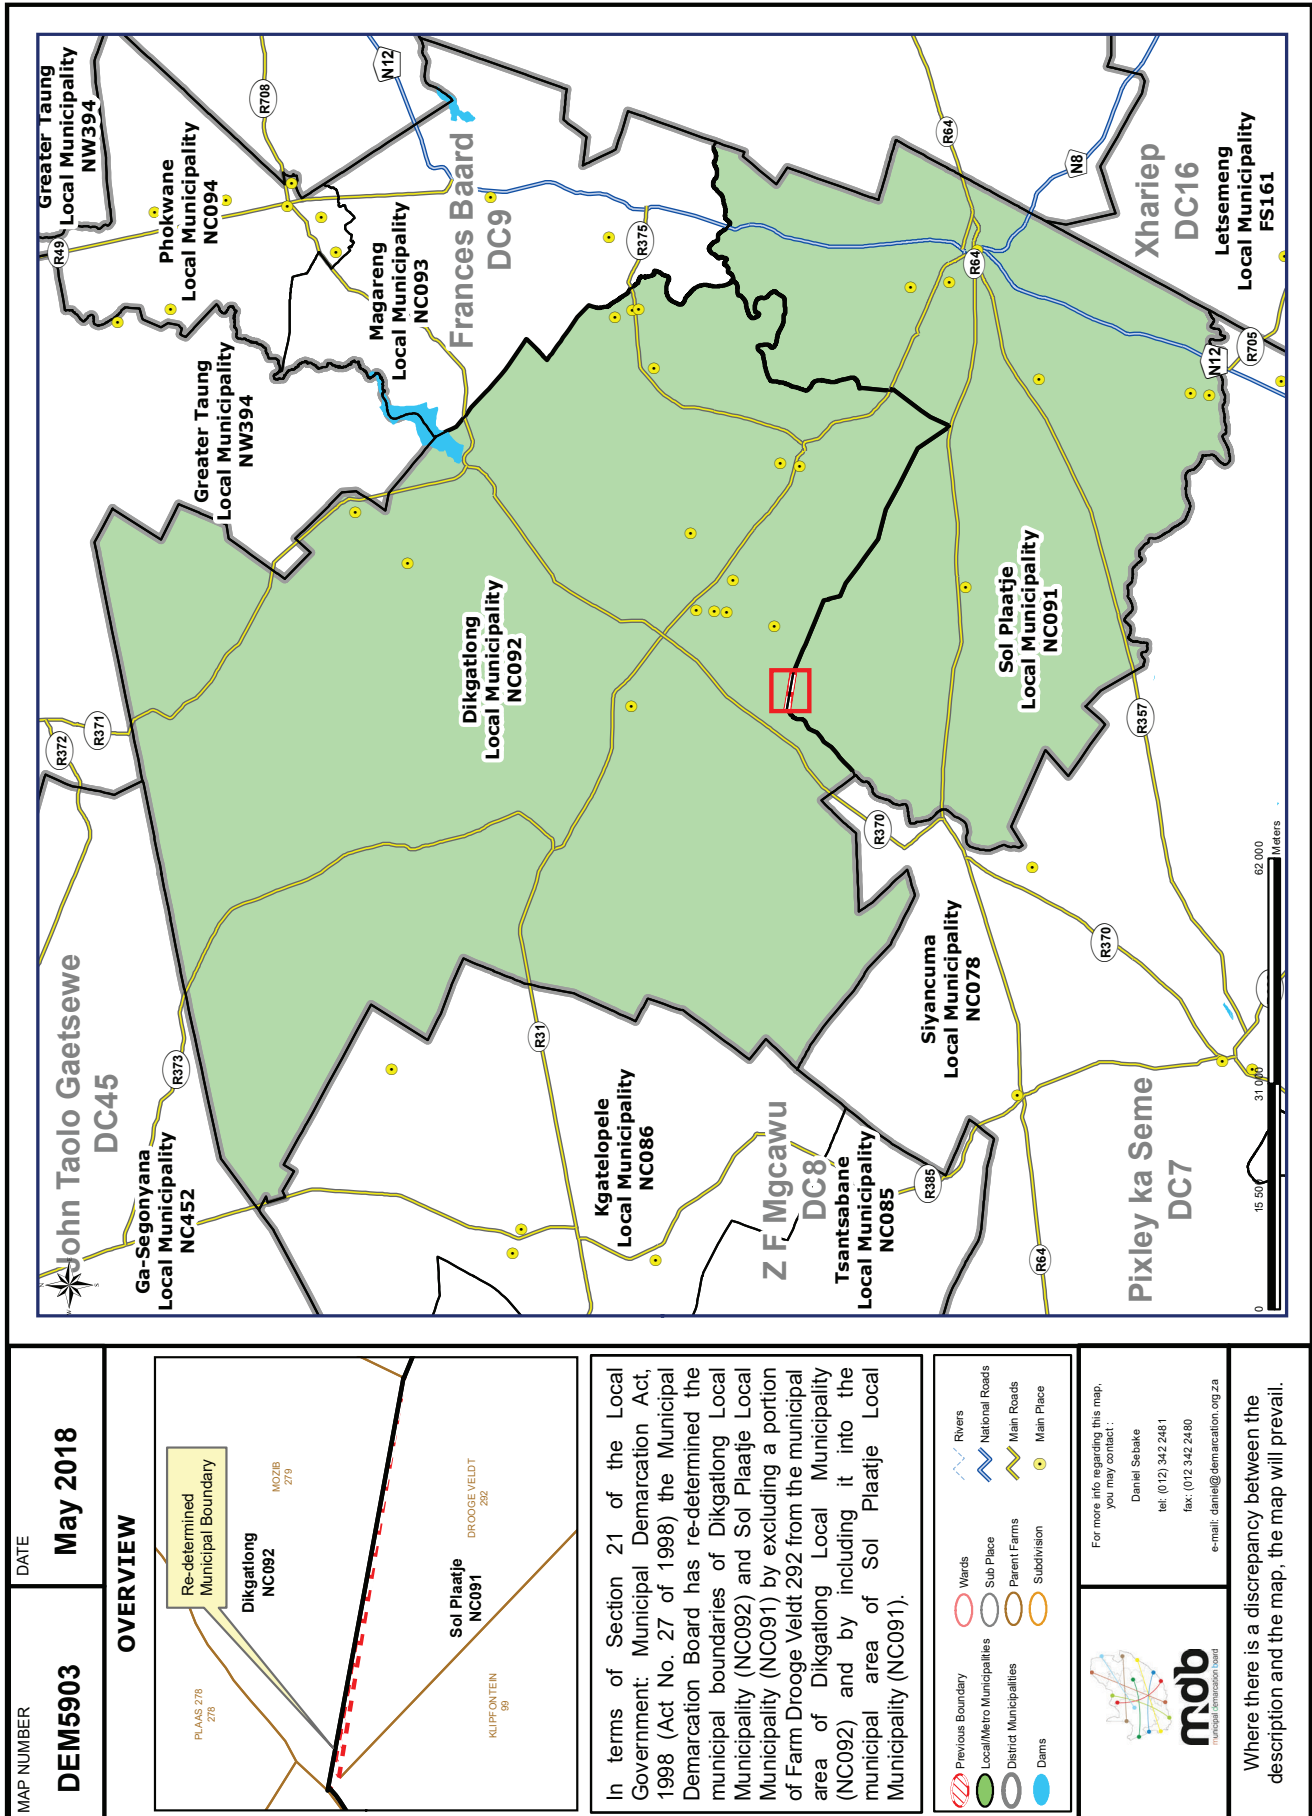 MAP NUMBER
DEM5903
DATE
May 2018
OVERVIEW
Re-determined
Municipal Boundary
PLAAS 278
278
Dikgatlong
NC092
MOZIB
279
Sol Plaatje
NC091
DROOGE VELDT
292
KLIPFONTEIN
99
In terms of Section 21 of the Local
Government: Municipal Demarcation Act,
1998 (Act No. 27 of 1998) the Municipal
Demarcation Board has re-determined the
municipal boundaries of Dikgatlong Local
Municipality (NC092) and Sol Plaatje Local
Municipality (NC091) by excluding a portion
of Farm Drooge Veldt 292 from the municipal
area of Dikgatlong Local Municipality
(NC092) and by including it into the
municipal area of Sol Plaatje Local
Municipality (NC091).
Previous Boundary
Local/Metro Municipalities
District Municipalities
Dams
Wards
Sub Place
Parent Farms
Subdivision
Rivers
National Roads
Main Roads
Main Place
mdb
municipal demarcation board
For more info regarding this map,
you may contact :
Daniel Sebake
tel: (012) 342 2481
fax: (012 342 2480
e-mail: daniel@demarcation.org.za
Where there is a discrepancy between the
description and the map, the map will prevail.
N
W
S
John Taolo Gaetsewe
DC45
Ga-Segonyana
Local Municipality
NC452
R373
R372
R371
Greater Taung
Local Municipality
NW394
R49
Phokwane
Local Municipality
NC094
R708
N12
Greater Taung
Local Municipality
NW394
Magareng
Local Municipality
NC093
Frances Baard
DC9
R375
Dikgatlong
Local Municipality
NC092
R31
Kgatelopele
Local Municipality
NC086
Z F Mgcawu
DC8
Tsantsabane
Local Municipality
NC085
R385
Siyancuma
Local Municipality
NC078
R370
R370
R64
R64
R64
N8
Sol Plaatje
Local Municipality
NC091
R357
Pixley ka Seme
DC7
Xhariep
DC16
Letsemeng
Local Municipality
FS161
N12
R705
0
15 500
31 000
62 000
Meters